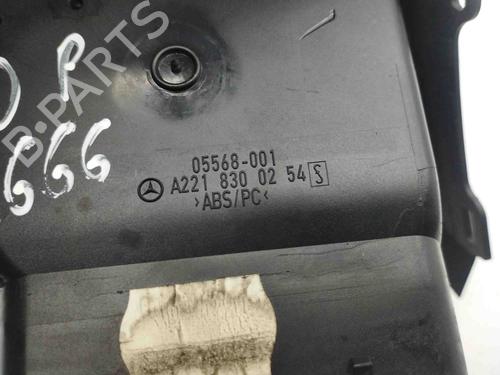 O P
666
B-PARTS
05568-001
A221 830 02 54 S
>ABS/PC<